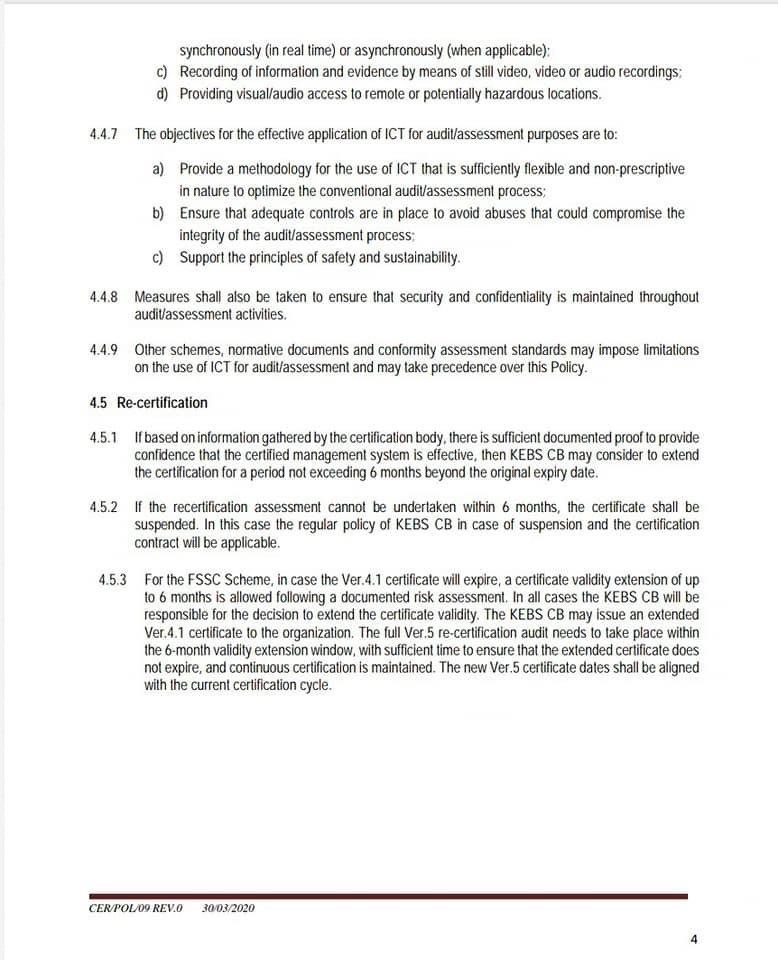 synchronously (in real time) or asynchronously (when applicable);
c) Recording of information and evidence by means of still video, video or audio recordings;
d) Providing visual/audio access to remote or potentially hazardous locations.
4.4.7 The objectives for the effective application of ICT for audit/assessment purposes are to:
a) Provide a methodology for the use of ICT that is sufficiently flexible and non-prescriptive
in nature to optimize the conventional audit/assessment process;
b) Ensure that adequate controls are in place to avoid abuses that could compromise the
integrity of the audit/assessment process;
c) Support the principles of safety and sustainability.
4.4.8 Measures shall also be taken to ensure that security and confidentiality is maintained throughout
audit/assessment activities.
4.4.9 Other schemes, normative documents and conformity assessment standards may impose limitations
on the use of ICT for audit/assessment and may take precedence over this Policy.
4.5 Re-certification
4.5.1 If based on information gathered by the certification body, there is sufficient documented proof to provide
confidence that the certified management system is effective, then KEBS CB may consider to extend
the certification for a period not exceeding 6 months beyond the original expiry date.
4.5.2 If the recertification assessment cannot be undertaken within 6 months, the certificate shall be
suspended. In this case the regular policy of KEBS CB in case of suspension and the certification
contract will be applicable.
4.5.3 For the FSSC Scheme, in case the Ver.4.1 certificate will expire, a certificate validity extension of up
to 6 months is allowed following a documented risk assessment. In all cases the KEBS CB will be
responsible for the decision to extend the certificate validity. The KEBS CB may issue an extended
Ver.4.1 certificate to the organization. The full Ver.5 re-certification audit needs to take place within
the 6-month validity extension window, with sufficient time to ensure that the extended certificate does
not expire, and continuous certification is maintained. The new Ver.5 certificate dates shall be aligned
with the current certification cycle.
CER/POL/09 REV.0 30/03/2020
4